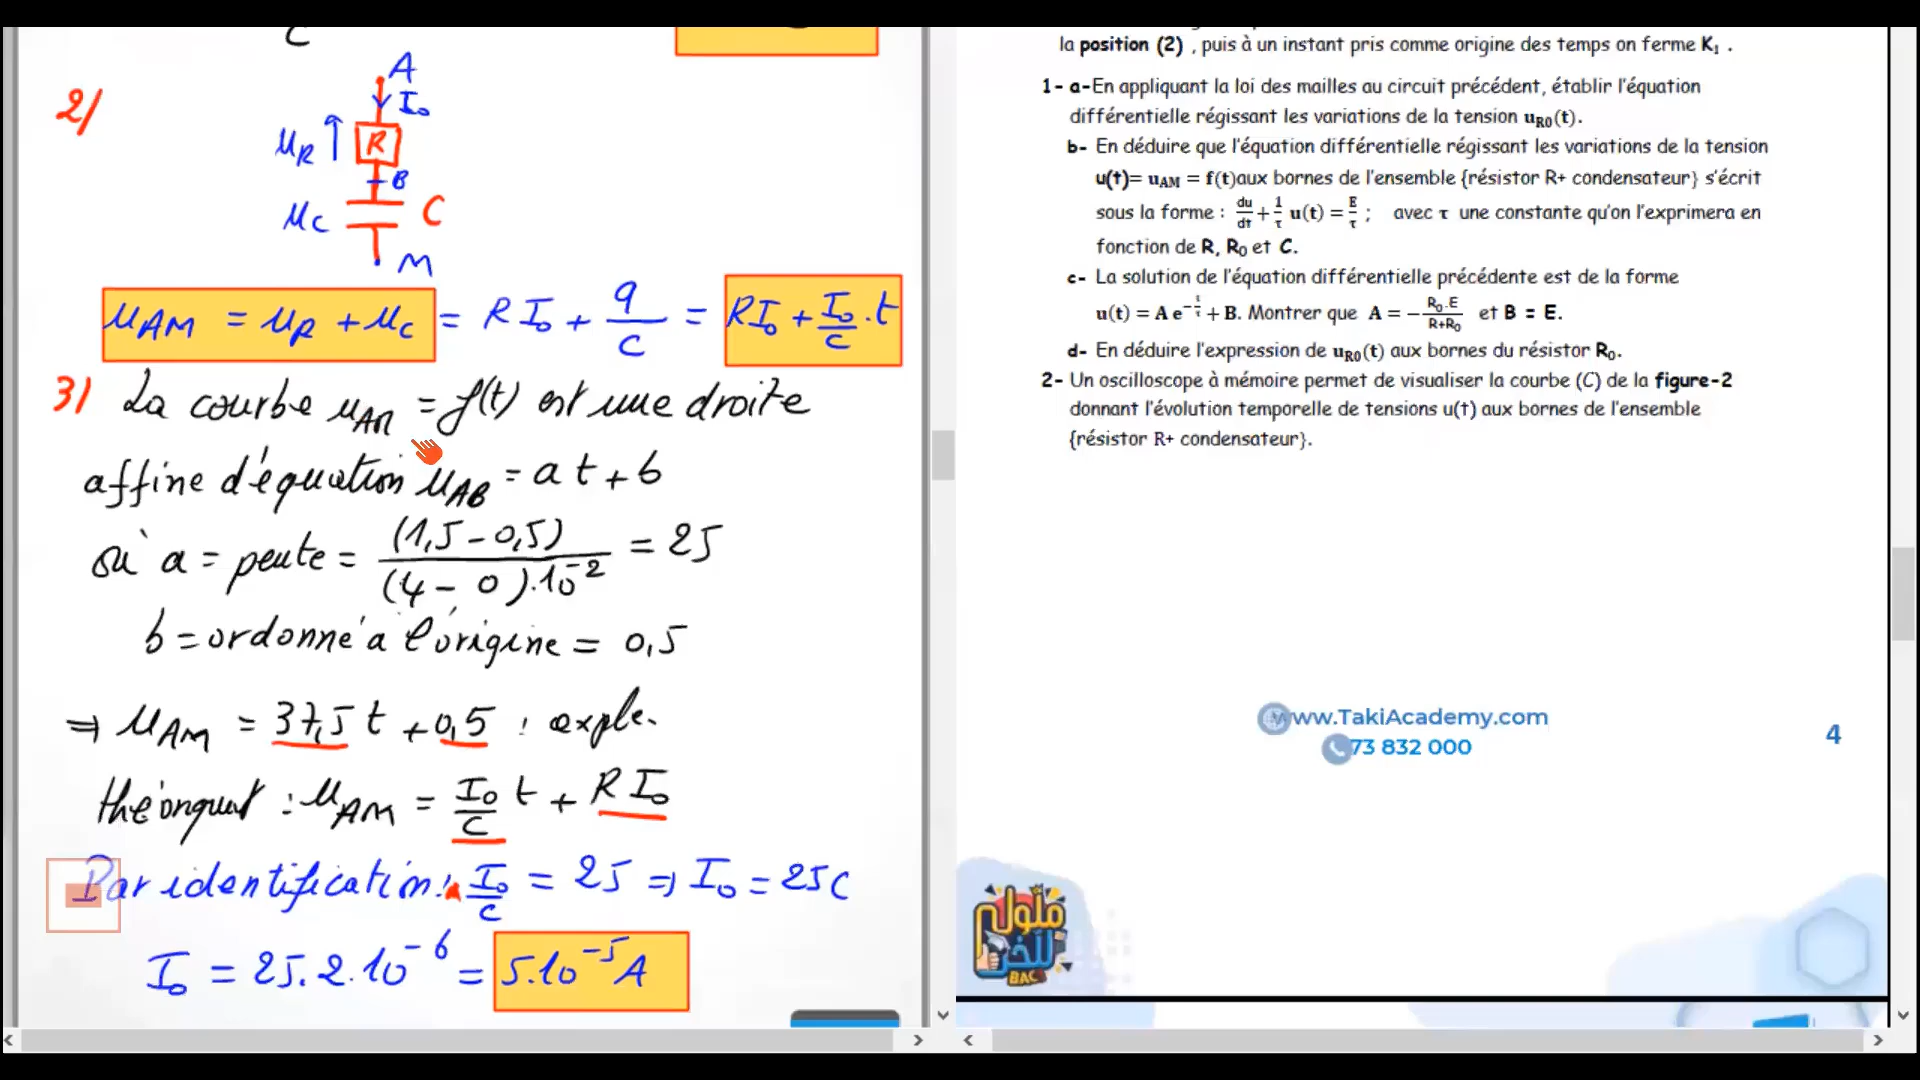 2/
A
I₀
u_R
R
B
u_C
C
M
u_AM = u_R + u_C = RI₀ + q/C = RI₀ + I₀/C . t
3/ La courbe u_AM = f(t) est une droite
affine d'équation u_AB = at + b
où a = pente = (1,5 - 0,5) / (4 - 0).10⁻² = 25
b = ordonné à l'origine = 0,5
⇒ u_AM = 37,5 t + 0,5 : exple.
: u_AM = I₀/C t + RI₀
Par identification : I₀/C = 25 ⇒ I₀ = 25C
I₀ = 25.2.10⁻⁶ = 5.10⁻⁵A
la position (2) , puis à un instant pris comme origine des temps on ferme K₁ .
1- a-En appliquant la loi des mailles au circuit précédent, établir l'équation
différentielle régissant les variations de la tension u_R0(t).
b- En déduire que l'équation différentielle régissant les variations de la tension
u(t)= u_AM = f(t)aux bornes de l'ensemble {résistor R+ condensateur} s'écrit
sous la forme : du/dt + 1/τ u(t) = E/τ ; avec τ une constante qu'on l'exprimera en
fonction de R, R₀ et C.
c- La solution de l'équation différentielle précédente est de la forme
u(t) = A e^(-t/τ) + B. Montrer que A = - R₀.E/R+R₀ et B = E.
d- En déduire l'expression de u_R0(t) aux bornes du résistor R₀.
2- Un oscilloscope à mémoire permet de visualiser la courbe (C) de la figure-2
donnant l'évolution temporelle de tensions u(t) aux bornes de l'ensemble
{résistor R+ condensateur}.
www.TakiAcademy.com
73 832 000
4
BAC